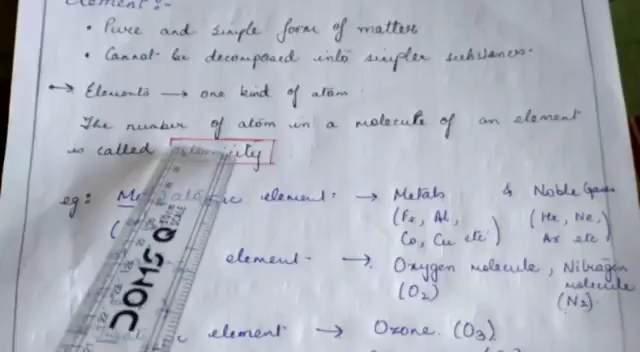 Element:-
• Pure and simple form of matter
• Cannot be decomposed into simpler substances.
Elements → one kind of atom
The number of atom in a molecule of an element
is called
eg: element: → Metals & Noble Gases
(Fe, Al, (He, Ne,
Co, Cu etc) Ar etc)
element- → Oxygen molecule, Nitrogen
(O2) molecule
(N2)
element → Ozone. (O3)
DOMS Q SCALE